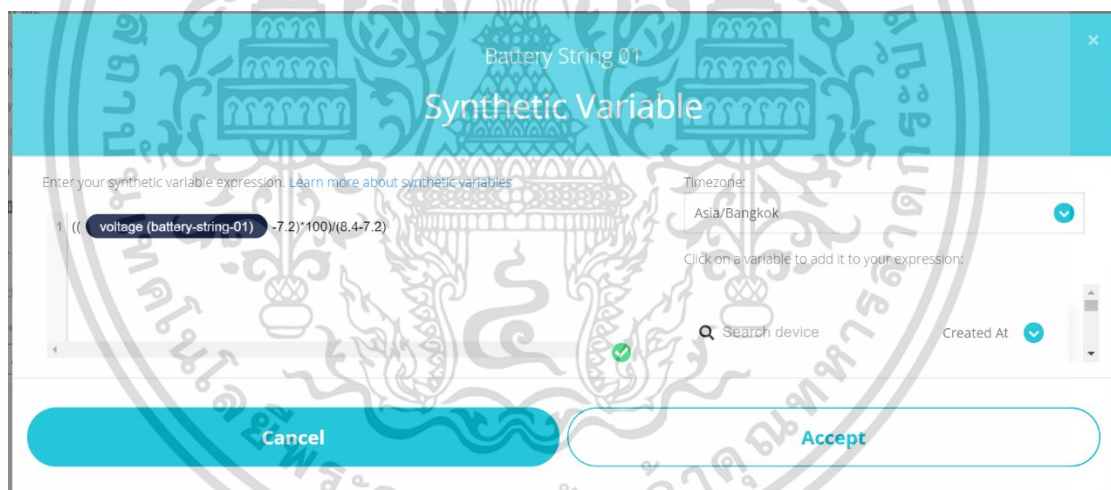 Battery String 01
×
Synthetic Variable
Enter your synthetic variable expression. Learn more about synthetic variables
1 (( voltage (battery-string-01) -7.2)*100)/(8.4-7.2)
Timezone:
Asia/Bangkok
Click on a variable to add it to your expression:
Search device
Created At
Cancel
Accept